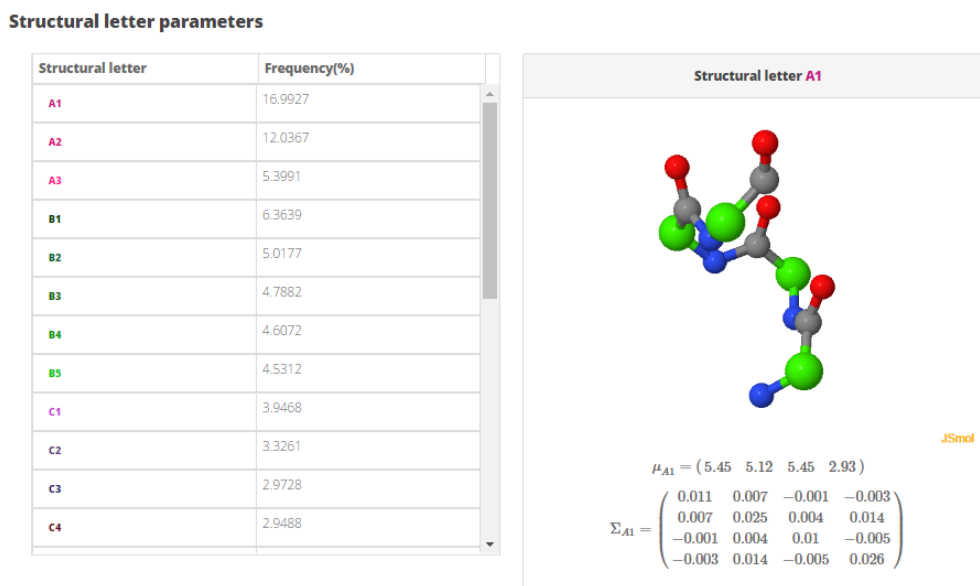 Structural letter parameters
Structural letter Frequency(%)
A1 16.9927
A2 12.0367
A3 5.3991
B1 6.3639
B2 5.0177
B3 4.7882
B4 4.6072
B5 4.5312
C1 3.9468
C2 3.3261
C3 2.9728
C4 2.9488
Structural letter A1
JSmol
μA1 = ( 5.45 5.12 5.45 2.93 )
0.011 0.007 −0.001 −0.003
0.007 0.025 0.004 0.014
ΣA1 =
−0.001 0.004 0.01 −0.005
−0.003 0.014 −0.005 0.026